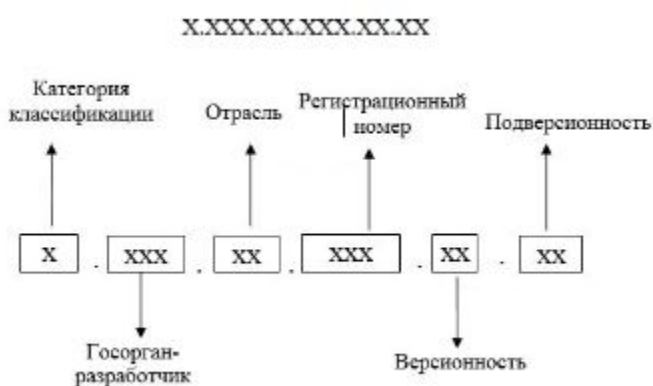 X.XXX.XX.XXX.XX.XX
Категория
классификации
Отрасль
Регистрационный
номер
Подверсионность
X . XXX . XX . XXX . XX . XX
Госорган-
разработчик
Версионность